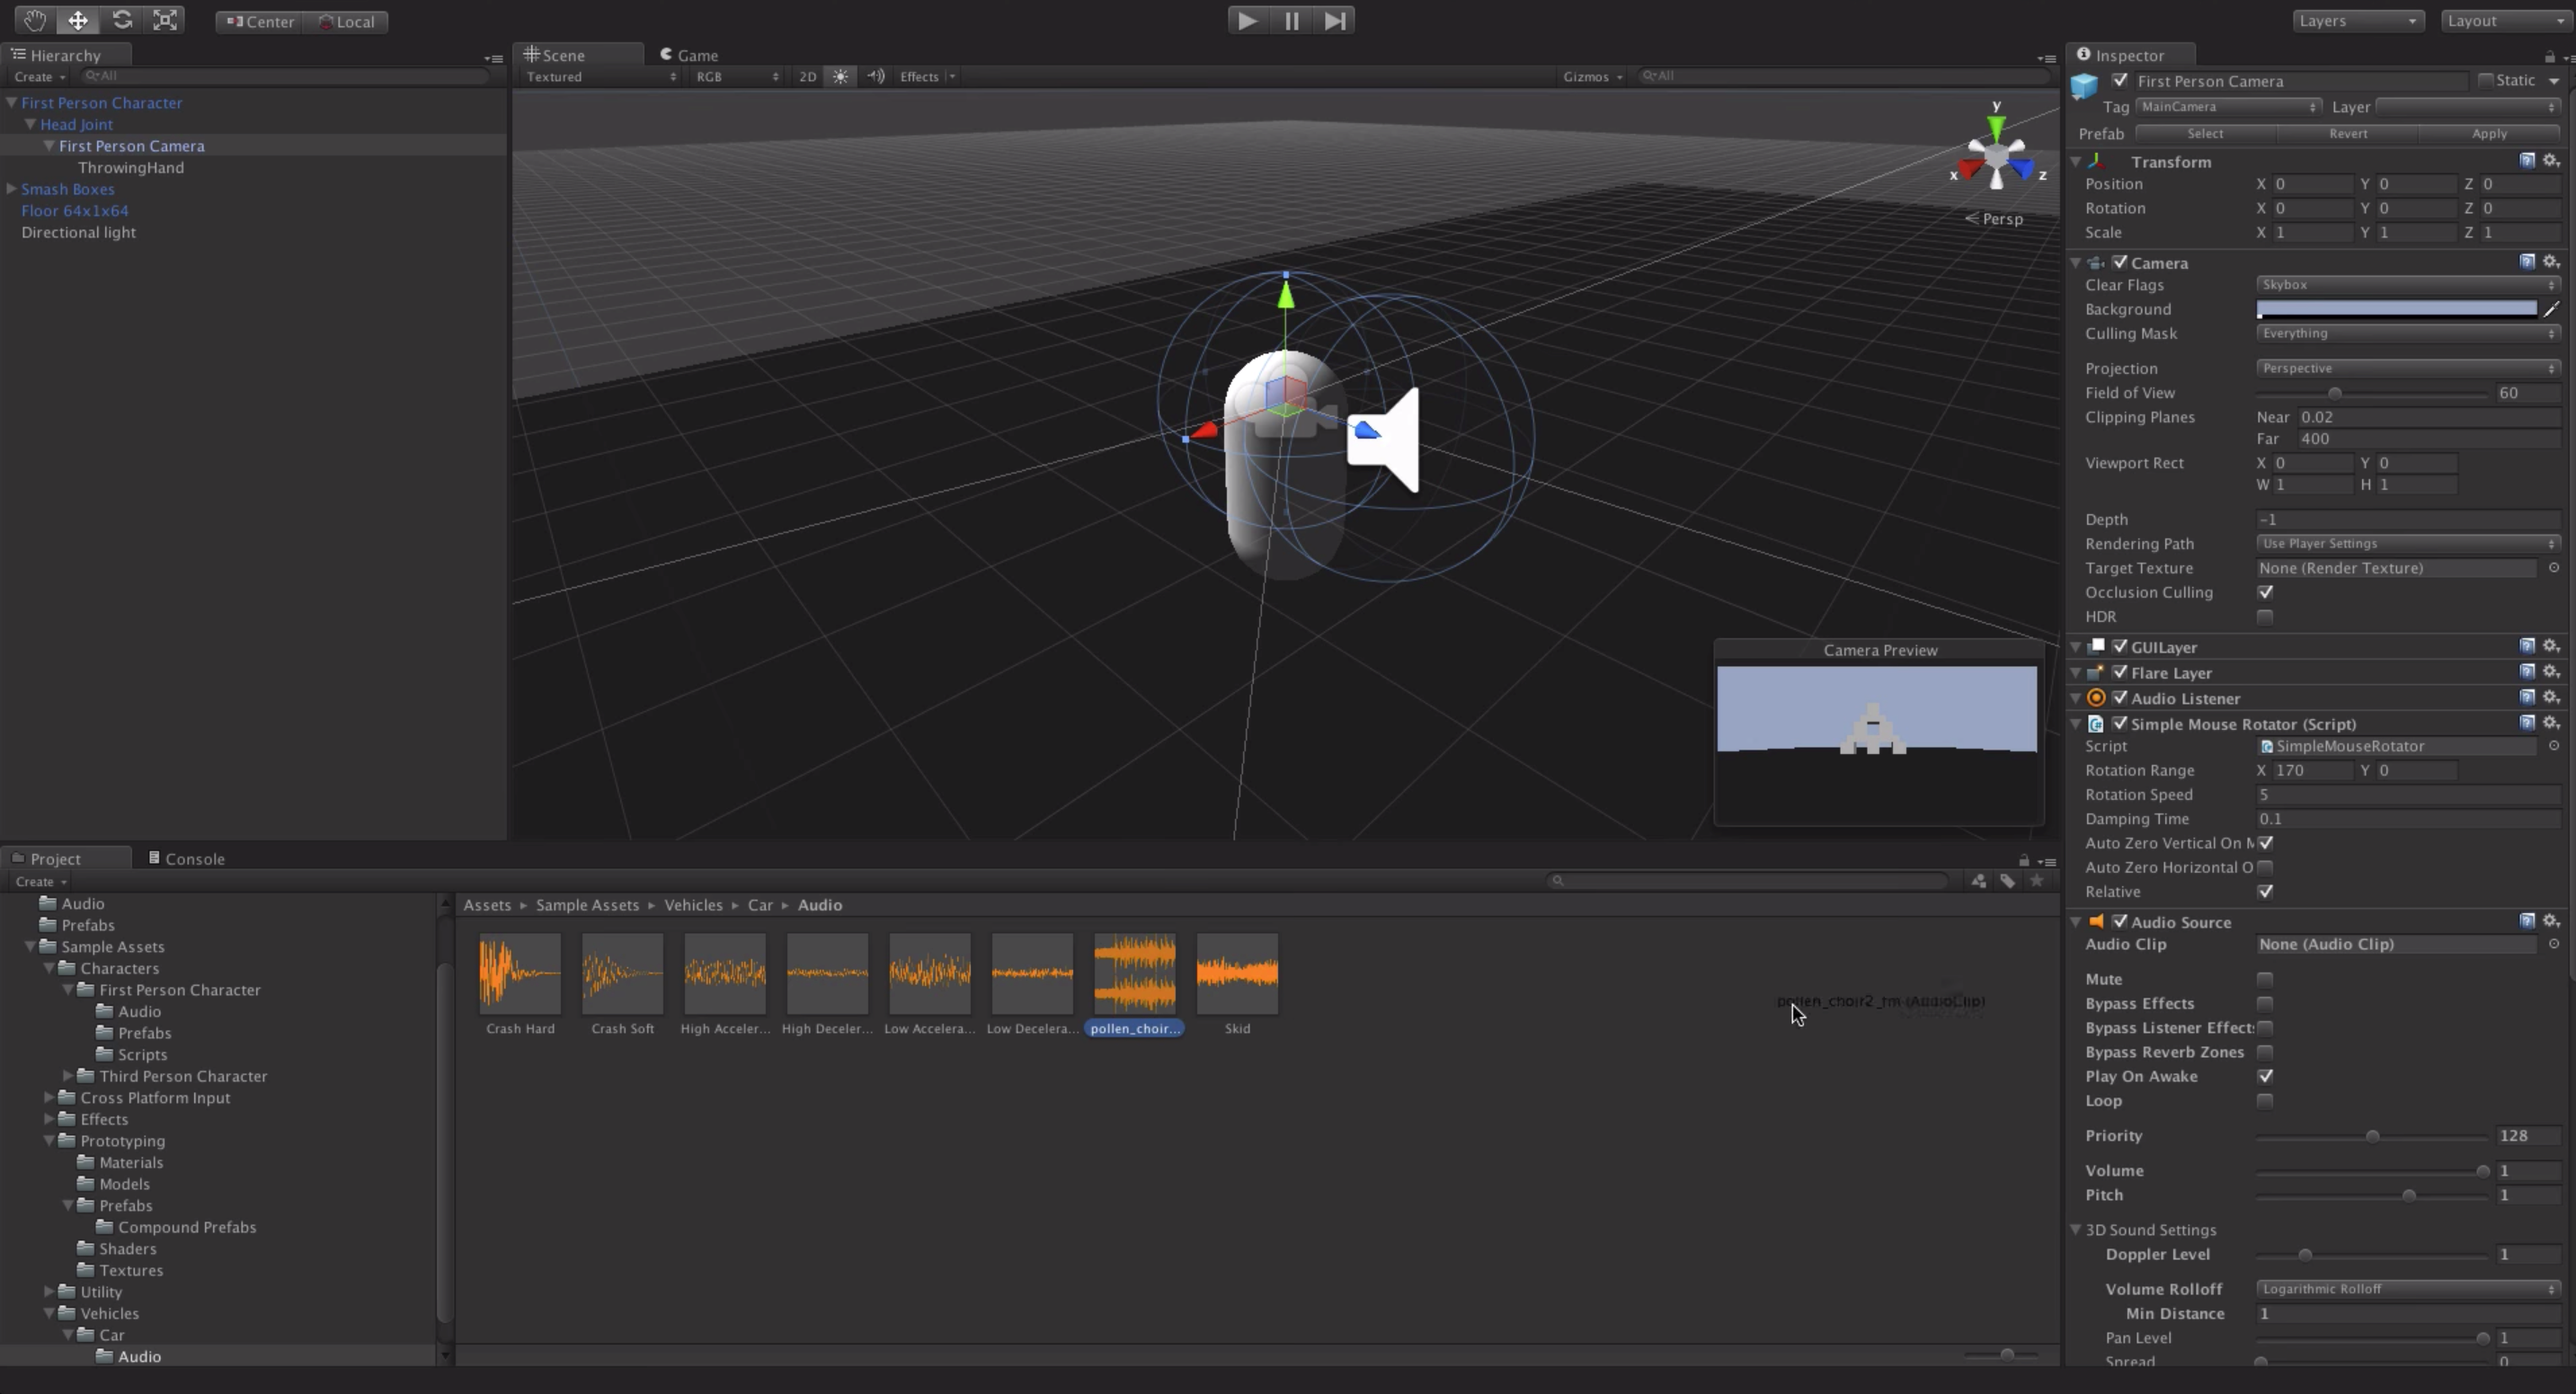 Center Local
Layers Layout
Hierarchy
Create All
First Person Character
Head Joint
First Person Camera
ThrowingHand
Smash Boxes
Floor 64x1x64
Directional light
Scene Game
Textured RGB 2D Effects Gizmos All
y
x z
Persp
Camera Preview
Inspector
First Person Camera Static
Tag MainCamera Layer
Prefab Select Revert Apply
Transform
Position X 0 Y 0 Z 0
Rotation X 0 Y 0 Z 0
Scale X 1 Y 1 Z 1
Camera
Clear Flags Skybox
Background
Culling Mask Everything
Projection Perspective
Field of View 60
Clipping Planes Near 0.02
Far 400
Viewport Rect X 0 Y 0
W 1 H 1
Depth -1
Rendering Path Use Player Settings
Target Texture None (Render Texture)
Occlusion Culling
HDR
GUILayer
Flare Layer
Audio Listener
Simple Mouse Rotator (Script)
Script SimpleMouseRotator
Rotation Range X 170 Y 0
Rotation Speed 5
Damping Time 0.1
Auto Zero Vertical On M
Auto Zero Horizontal O
Relative
Audio Source
Audio Clip None (Audio Clip)
Mute
Bypass Effects
Bypass Listener Effects
Bypass Reverb Zones
Play On Awake
Loop
Priority 128
Volume 1
Pitch 1
3D Sound Settings
Doppler Level 1
Volume Rolloff Logarithmic Rolloff
Min Distance 1
Pan Level 1
Spread 0
Project Console
Create
Audio
Prefabs
Sample Assets
Characters
First Person Character
Audio
Prefabs
Scripts
Third Person Character
Cross Platform Input
Effects
Prototyping
Materials
Models
Prefabs
Compound Prefabs
Shaders
Textures
Utility
Vehicles
Car
Audio
Assets Sample Assets Vehicles Car Audio
Crash Hard Crash Soft High Acceler... High Deceler... Low Accelera... Low Decelera... pollen_choir... Skid
pollen_choir2_tm (AudioClip)